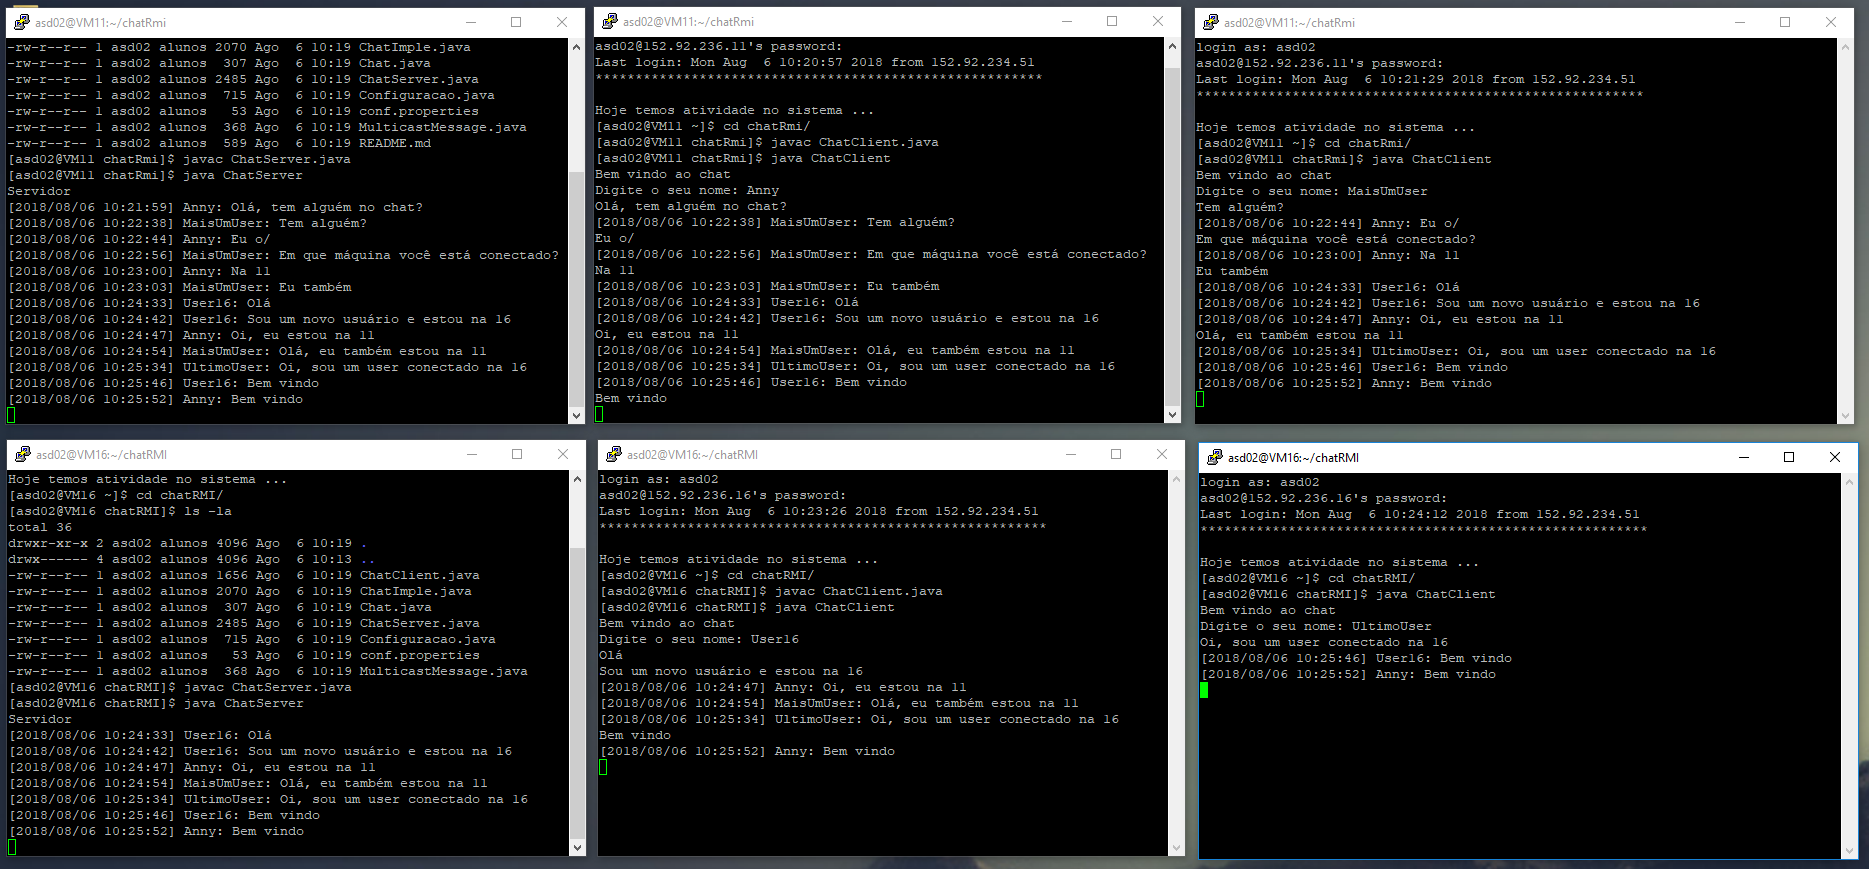 asd02@VM11:~/chatRmi
-rw-r--r-- 1 asd02 alunos 2070 Ago  6 10:19 ChatImple.java
-rw-r--r-- 1 asd02 alunos  307 Ago  6 10:19 Chat.java
-rw-r--r-- 1 asd02 alunos 2485 Ago  6 10:19 ChatServer.java
-rw-r--r-- 1 asd02 alunos  715 Ago  6 10:19 Configuracao.java
-rw-r--r-- 1 asd02 alunos   53 Ago  6 10:19 conf.properties
-rw-r--r-- 1 asd02 alunos  368 Ago  6 10:19 MulticastMessage.java
-rw-r--r-- 1 asd02 alunos  589 Ago  6 10:19 README.md
[asd02@VM11 chatRmi]$ javac ChatServer.java
[asd02@VM11 chatRmi]$ java ChatServer
Servidor
[2018/08/06 10:21:59] Anny: Olá, tem alguém no chat?
[2018/08/06 10:22:38] MaisUmUser: Tem alguém?
[2018/08/06 10:22:44] Anny: Eu o/
[2018/08/06 10:22:56] MaisUmUser: Em que máquina você está conectado?
[2018/08/06 10:23:00] Anny: Na 11
[2018/08/06 10:23:03] MaisUmUser: Eu também
[2018/08/06 10:24:33] User16: Olá
[2018/08/06 10:24:42] User16: Sou um novo usuário e estou na 16
[2018/08/06 10:24:47] Anny: Oi, eu estou na 11
[2018/08/06 10:24:54] MaisUmUser: Olá, eu também estou na 11
[2018/08/06 10:25:34] UltimoUser: Oi, sou um user conectado na 16
[2018/08/06 10:25:46] User16: Bem vindo
[2018/08/06 10:25:52] Anny: Bem vindo
asd02@VM11:~/chatRmi
asd02@152.92.236.11's password:
Last login: Mon Aug  6 10:20:57 2018 from 152.92.234.51
********************************************************
Hoje temos atividade no sistema ...
[asd02@VM11 ~]$ cd chatRmi/
[asd02@VM11 chatRmi]$ javac ChatClient.java
[asd02@VM11 chatRmi]$ java ChatClient
Bem vindo ao chat
Digite o seu nome: Anny
Olá, tem alguém no chat?
[2018/08/06 10:22:38] MaisUmUser: Tem alguém?
Eu o/
[2018/08/06 10:22:56] MaisUmUser: Em que máquina você está conectado?
Na 11
[2018/08/06 10:23:03] MaisUmUser: Eu também
[2018/08/06 10:24:33] User16: Olá
[2018/08/06 10:24:42] User16: Sou um novo usuário e estou na 16
Oi, eu estou na 11
[2018/08/06 10:24:54] MaisUmUser: Olá, eu também estou na 11
[2018/08/06 10:25:34] UltimoUser: Oi, sou um user conectado na 16
[2018/08/06 10:25:46] User16: Bem vindo
Bem vindo
asd02@VM11:~/chatRmi
login as: asd02
asd02@152.92.236.11's password:
Last login: Mon Aug  6 10:21:29 2018 from 152.92.234.51
********************************************************
Hoje temos atividade no sistema ...
[asd02@VM11 ~]$ cd chatRmi/
[asd02@VM11 chatRmi]$ java ChatClient
Bem vindo ao chat
Digite o seu nome: MaisUmUser
Tem alguém?
[2018/08/06 10:22:44] Anny: Eu o/
Em que máquina você está conectado?
[2018/08/06 10:23:00] Anny: Na 11
Eu também
[2018/08/06 10:24:33] User16: Olá
[2018/08/06 10:24:42] User16: Sou um novo usuário e estou na 16
[2018/08/06 10:24:47] Anny: Oi, eu estou na 11
Olá, eu também estou na 11
[2018/08/06 10:25:34] UltimoUser: Oi, sou um user conectado na 16
[2018/08/06 10:25:46] User16: Bem vindo
[2018/08/06 10:25:52] Anny: Bem vindo
asd02@VM16:~/chatRMI
Hoje temos atividade no sistema ...
[asd02@VM16 ~]$ cd chatRMI/
[asd02@VM16 chatRMI]$ ls -la
total 36
drwxr-xr-x 2 asd02 alunos 4096 Ago  6 10:19 .
drwx------ 4 asd02 alunos 4096 Ago  6 10:13 ..
-rw-r--r-- 1 asd02 alunos 1656 Ago  6 10:19 ChatClient.java
-rw-r--r-- 1 asd02 alunos 2070 Ago  6 10:19 ChatImple.java
-rw-r--r-- 1 asd02 alunos  307 Ago  6 10:19 Chat.java
-rw-r--r-- 1 asd02 alunos 2485 Ago  6 10:19 ChatServer.java
-rw-r--r-- 1 asd02 alunos  715 Ago  6 10:19 Configuracao.java
-rw-r--r-- 1 asd02 alunos   53 Ago  6 10:19 conf.properties
-rw-r--r-- 1 asd02 alunos  368 Ago  6 10:19 MulticastMessage.java
[asd02@VM16 chatRMI]$ javac ChatServer.java
[asd02@VM16 chatRMI]$ java ChatServer
Servidor
[2018/08/06 10:24:33] User16: Olá
[2018/08/06 10:24:42] User16: Sou um novo usuário e estou na 16
[2018/08/06 10:24:47] Anny: Oi, eu estou na 11
[2018/08/06 10:24:54] MaisUmUser: Olá, eu também estou na 11
[2018/08/06 10:25:34] UltimoUser: Oi, sou um user conectado na 16
[2018/08/06 10:25:46] User16: Bem vindo
[2018/08/06 10:25:52] Anny: Bem vindo
asd02@VM16:~/chatRMI
login as: asd02
asd02@152.92.236.16's password:
Last login: Mon Aug  6 10:23:26 2018 from 152.92.234.51
********************************************************
Hoje temos atividade no sistema ...
[asd02@VM16 ~]$ cd chatRMI/
[asd02@VM16 chatRMI]$ javac ChatClient.java
[asd02@VM16 chatRMI]$ java ChatClient
Bem vindo ao chat
Digite o seu nome: User16
Olá
Sou um novo usuário e estou na 16
[2018/08/06 10:24:47] Anny: Oi, eu estou na 11
[2018/08/06 10:24:54] MaisUmUser: Olá, eu também estou na 11
[2018/08/06 10:25:34] UltimoUser: Oi, sou um user conectado na 16
Bem vindo
[2018/08/06 10:25:52] Anny: Bem vindo
asd02@VM16:~/chatRMI
login as: asd02
asd02@152.92.236.16's password:
Last login: Mon Aug  6 10:24:12 2018 from 152.92.234.51
********************************************************
Hoje temos atividade no sistema ...
[asd02@VM16 ~]$ cd chatRMI/
[asd02@VM16 chatRMI]$ java ChatClient
Bem vindo ao chat
Digite o seu nome: UltimoUser
Oi, sou um user conectado na 16
[2018/08/06 10:25:46] User16: Bem vindo
[2018/08/06 10:25:52] Anny: Bem vindo